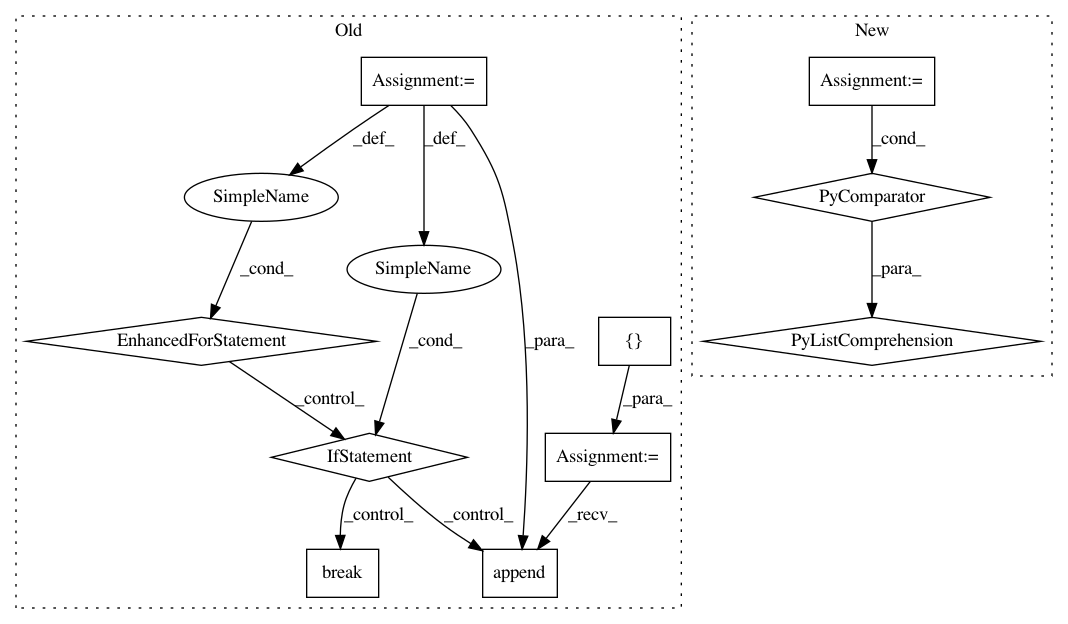 Old
New
Assignment:=
Assignment:=
_def_
_def_
_cond_
SimpleName
PyComparator
SimpleName
_cond_
_para_
EnhancedForStatement
_cond_
_para_
{}
PyListComprehension
_control_
_para_
IfStatement
Assignment:=
_control_
_control_
_recv_
break
append